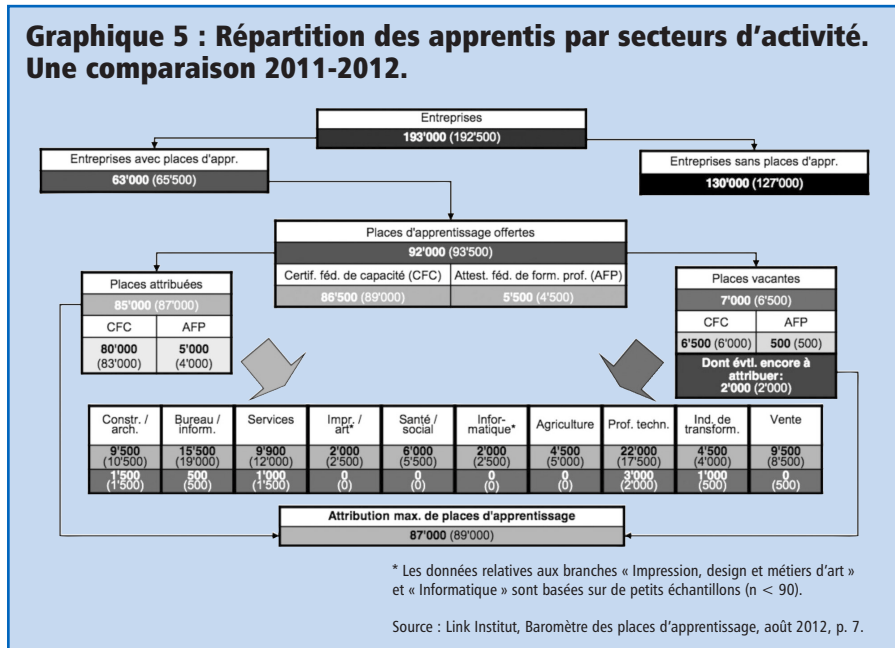 Graphique 5 : Répartition des apprentis par secteurs d'activité.
Une comparaison 2011-2012.
Entreprises
193'000 (192'500)
Entreprises avec places d'appr.
63'000 (65'500)
Entreprises sans places d'appr.
130'000 (127'000)
Places d'apprentissage offertes
92'000 (93'500)
Certif. féd. de capacité (CFC)
86'500 (89'000)
Attest. féd. de form. prof. (AFP)
5'500 (4'500)
Places attribuées
85'000 (87'000)
CFC
80'000
(83'000)
AFP
5'000
(4'000)
Places vacantes
7'000 (6'500)
CFC
6'500 (6'000)
AFP
500 (500)
Dont évtl. encore à
attribuer:
2'000 (2'000)
Constr. /
arch.
9'500
(10'500)
1'500
(1'500)
Bureau /
inform.
15'500
(19'000)
500
(500)
Services
9'900
(12'000)
1'000
(1'500)
Impr. /
art*
2'000
(2'500)
0
(0)
Santé /
social
6'000
(5'500)
0
(0)
Infor-
matique*
2'000
(2'500)
0
(0)
Agriculture
4'500
(5'000)
0
(0)
Prof. techn.
22'000
(17'500)
3'000
(2'000)
Ind. de
transform.
4'500
(4'000)
1'000
(500)
Vente
9'500
(8'500)
0
(500)
Attribution max. de places d'apprentissage
87'000 (89'000)
* Les données relatives aux branches « Impression, design et métiers d'art »
et « Informatique » sont basées sur de petits échantillons (n < 90).
Source : Link Institut, Baromètre des places d'apprentissage, août 2012, p. 7.